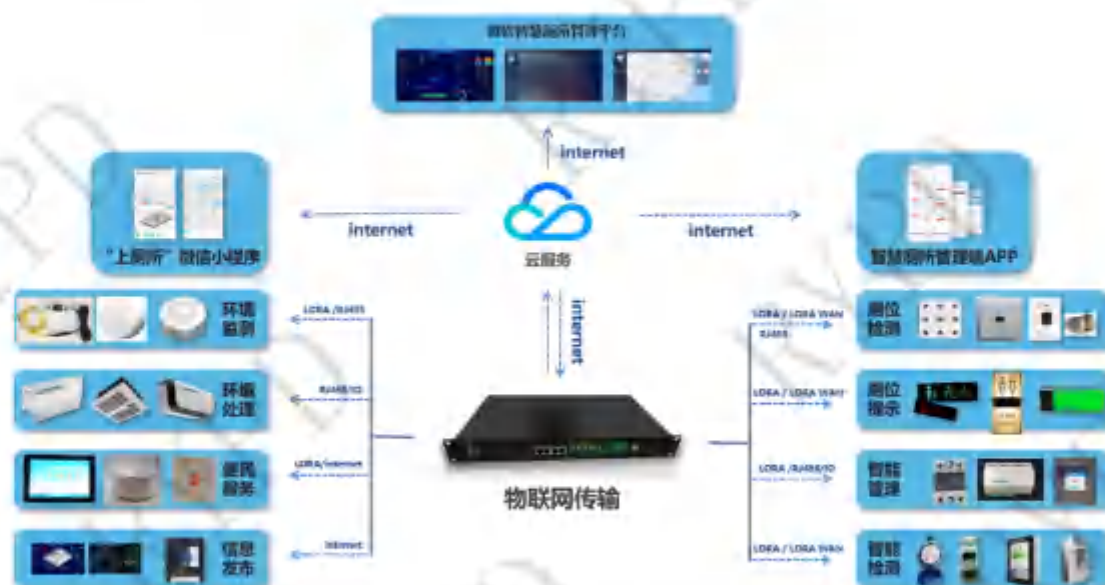 智慧厕所管理平台
internet
"上厕所"微信小程序
internet
云服务
internet
智慧厕所管理端APP
internet
环境
监测
LORA /RJ485
环境
处理
RJ485/IO
便民
服务
LORA/internet
信息
发布
internet
物联网传输
LORA / LORA WAN
RJ485
厕位
检测
LORA / LORA WAN
厕位
提示
LORA /RJ485/IO
智能
管理
LORA / LORA WAN
智能
检测